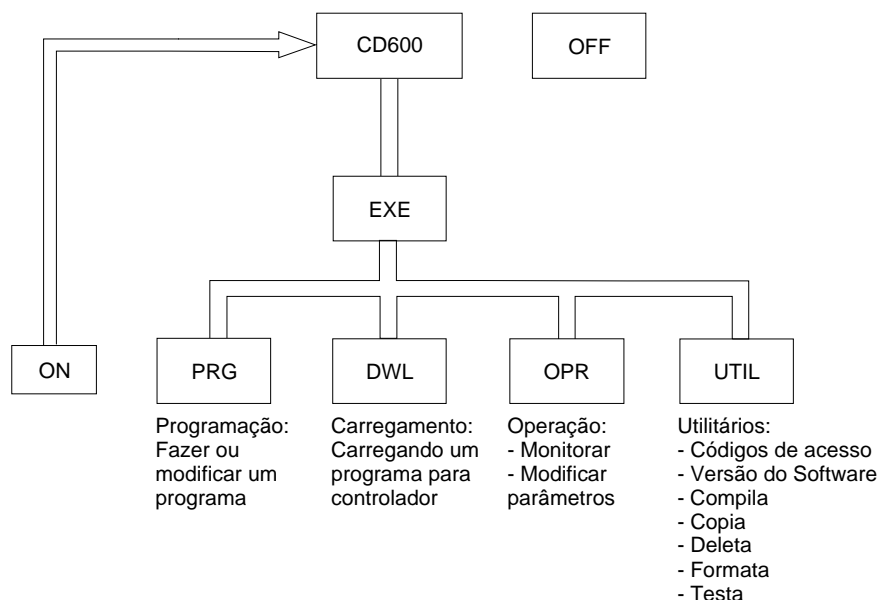 CD600
OFF
EXE
ON
PRG
DWL
OPR
UTIL
Programação:
Fazer ou
modificar um
programa
Carregamento:
Carregando um
programa para
controlador
Operação:
- Monitorar
- Modificar
parâmetros
Utilitários:
- Códigos de acesso
- Versão do Software
- Compila
- Copia
- Deleta
- Formata
- Testa